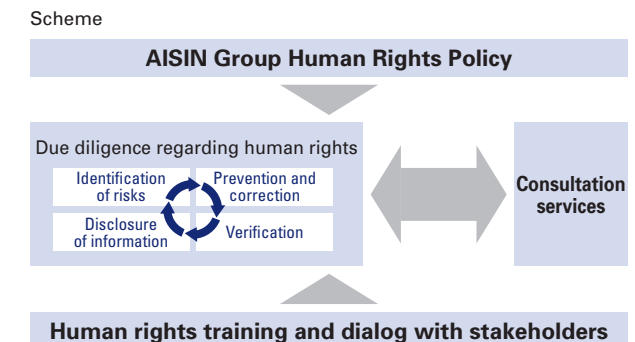 Scheme
AISIN Group Human Rights Policy
Due diligence regarding human rights
Identification
of risks
Prevention and
correction
Disclosure
of information
Verification
Consultation
services
Human rights training and dialog with stakeholders